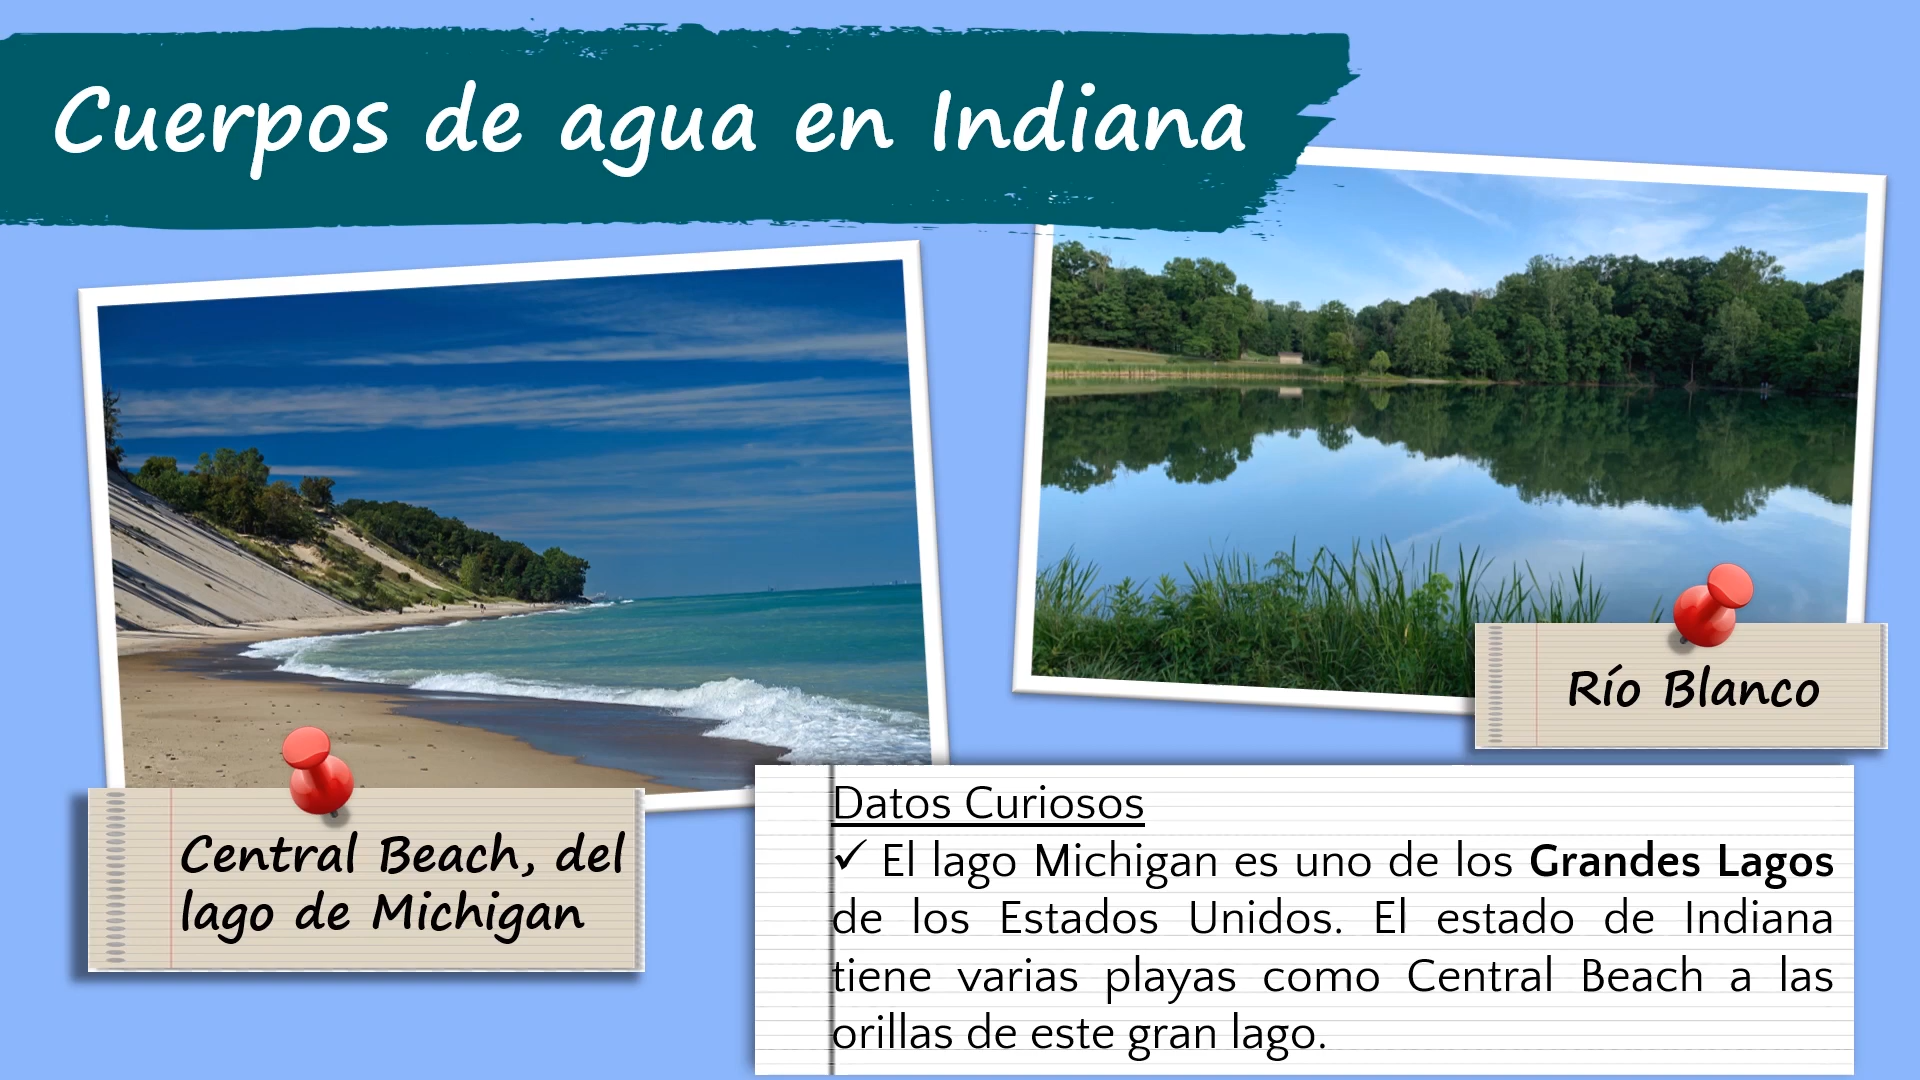 Cuerpos de agua en Indiana
Río Blanco
Central Beach, del
lago de Michigan
Datos Curiosos
✓ El lago Michigan es uno de los Grandes Lagos
de los Estados Unidos. El estado de Indiana
tiene varias playas como Central Beach a las
orillas de este gran lago.